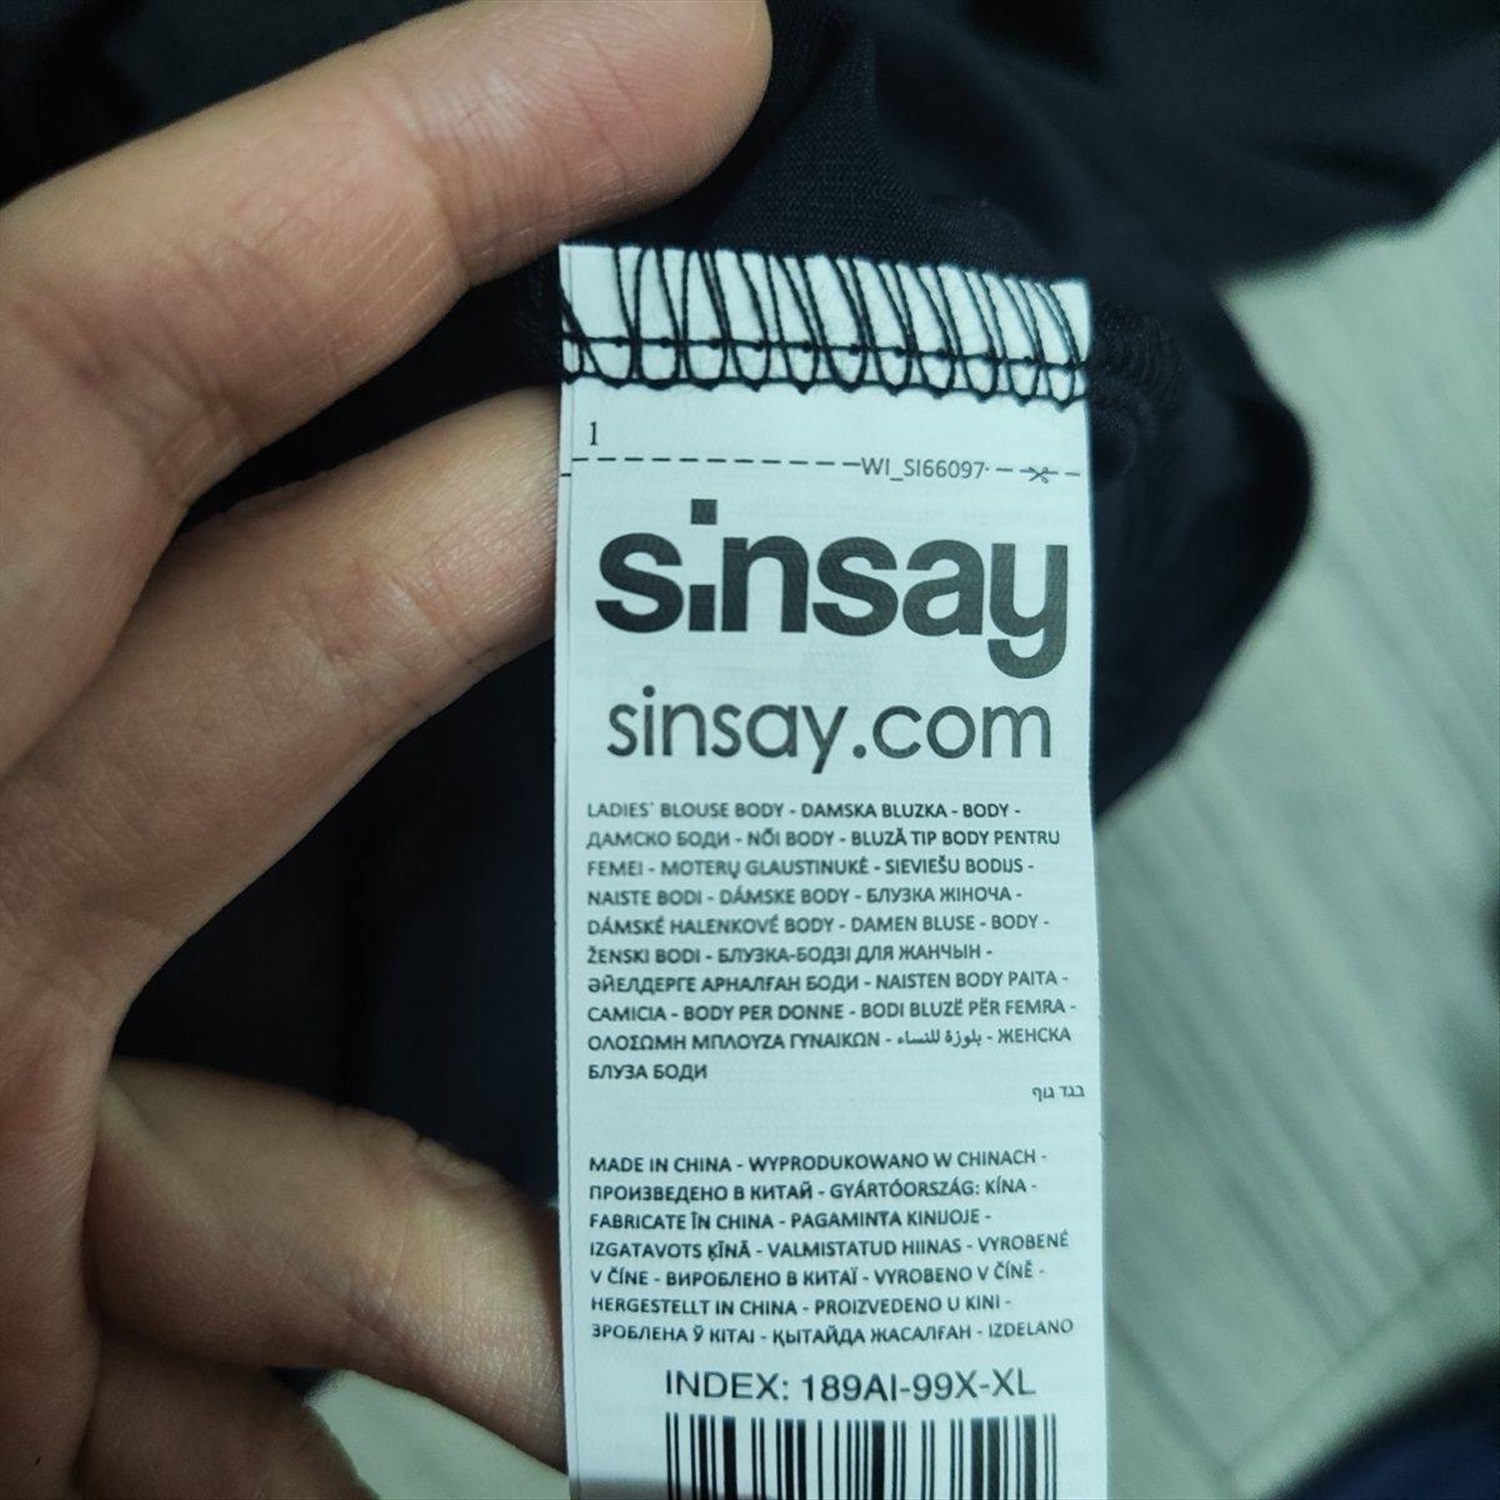 1
WI_SI66097
sinsay
sinsay.com
LADIES' BLOUSE BODY - DAMSKA BLUZKA - BODY -
ДАМСКО БОДИ - NŐI BODY - BLUZĂ TIP BODY PENTRU
FEMEI - MOTERŲ GLAUSTINUKĖ - SIEVIEŠU BODIJS -
NAISTE BODI - DÁMSKE BODY - БЛУЗКА ЖІНОЧА -
DÁMSKÉ HALENKOVÉ BODY - DAMEN BLUSE - BODY -
ŽENSKI BODI - БЛУЗКА-БОДЗІ ДЛЯ ЖАНЧЫН -
ӘЙЕЛДЕРГЕ АРНАЛҒАН БОДИ - NAISTEN BODY PAITA -
CAMICIA - BODY PER DONNE - BODI BLUZË PËR FEMRA -
ΟΛΟΣΩΜΗ ΜΠΛΟΥΖΑ ΓΥΝΑΙΚΩΝ - بلوزة للنساء - ЖЕНСКА
БЛУЗА БОДИ
בגד גוף
MADE IN CHINA - WYPRODUKOWANO W CHINACH -
ПРОИЗВЕДЕНО В КИТАЙ - GYÁRTÓORSZÁG: KÍNA -
FABRICATE ÎN CHINA - PAGAMINTA KINIJOJE -
IZGATAVOTS ĶĪNĀ - VALMISTATUD HIINAS - VYROBENÉ
V ČÍNE - ВИРОБЛЕНО В КИТАЇ - VYROBENO V ČÍNĚ -
HERGESTELLT IN CHINA - PROIZVEDENO U KINI -
ЗРОБЛЕНА Ў КІТАІ - ҚЫТАЙДА ЖАСАЛҒАН - IZDELANO
INDEX: 189AI-99X-XL